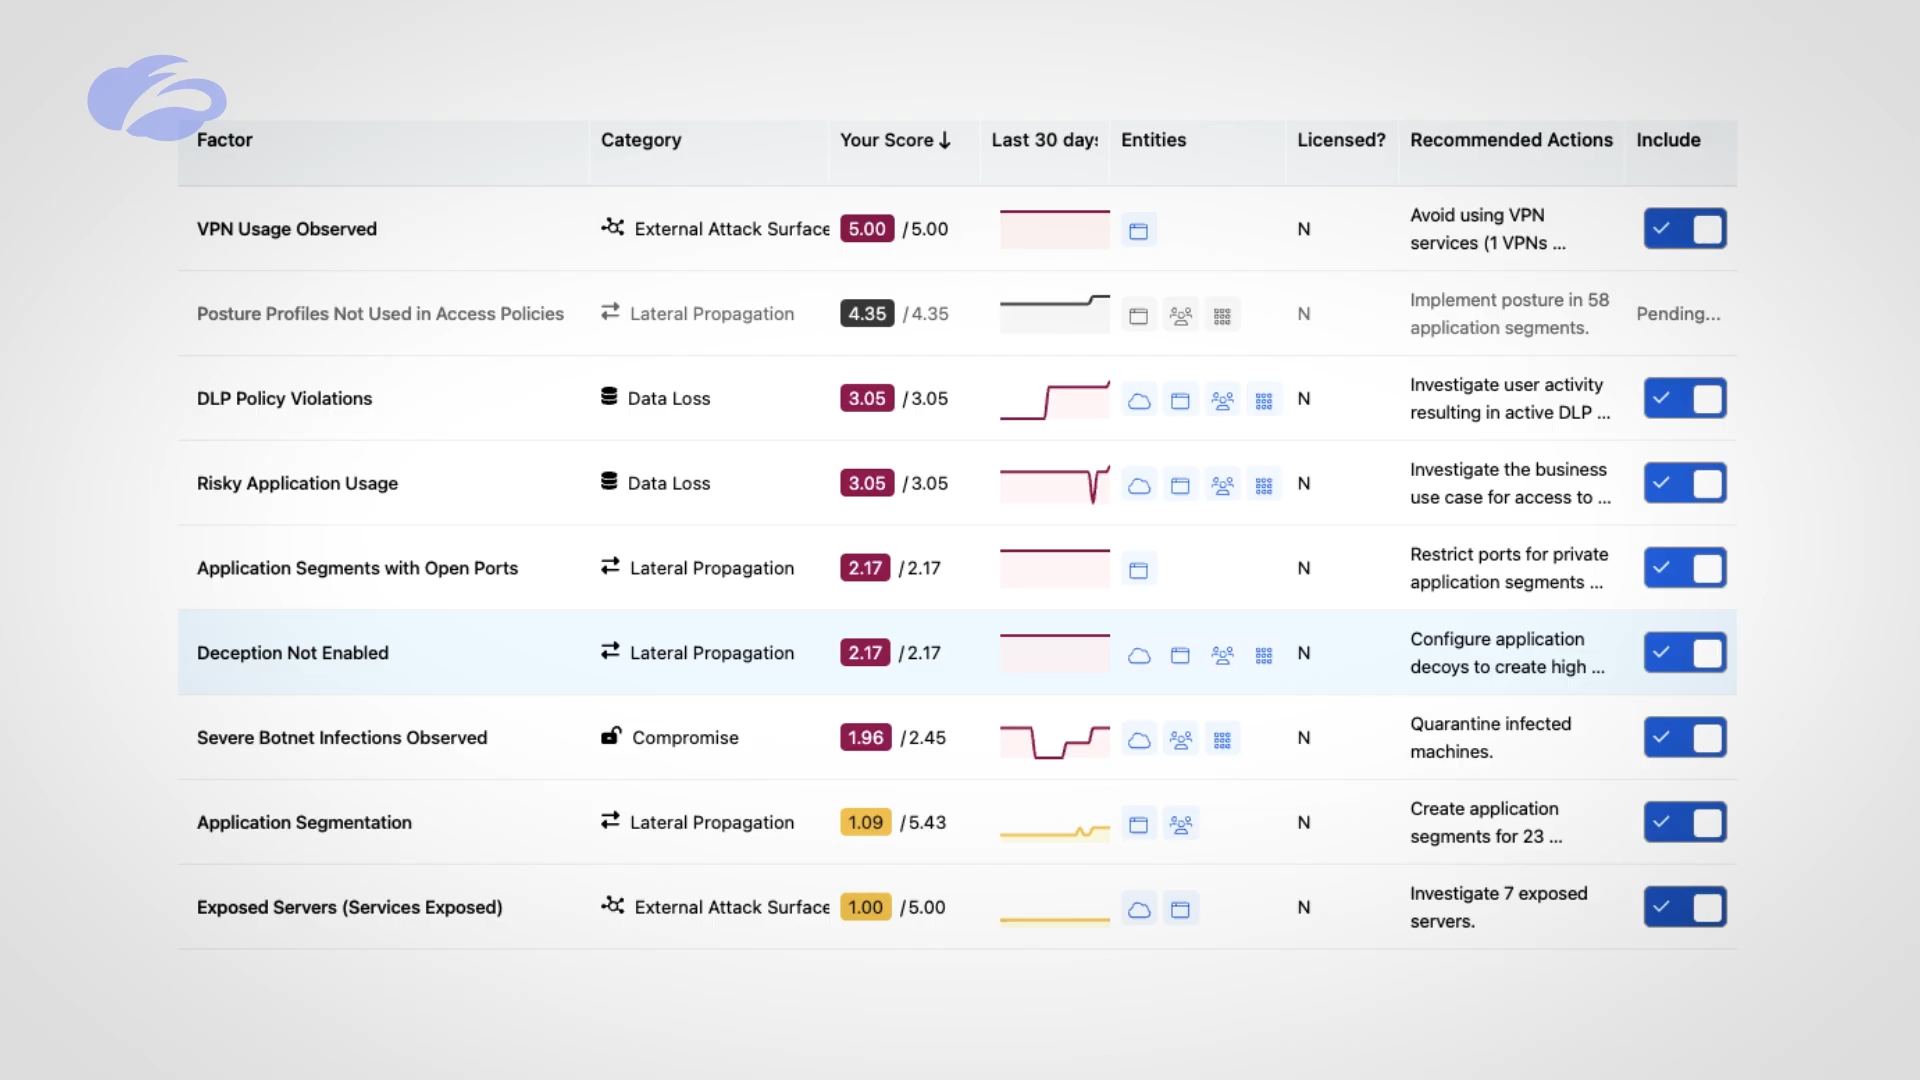 Factor Category Your Score Last 30 days Entities Licensed? Recommended Actions Include
VPN Usage Observed External Attack Surface 5.00 /5.00 N Avoid using VPN
services (1 VPNs ...
Posture Profiles Not Used in Access Policies Lateral Propagation 4.35 /4.35 N Implement posture in 58
application segments. Pending...
DLP Policy Violations Data Loss 3.05 /3.05 N Investigate user activity
resulting in active DLP ...
Risky Application Usage Data Loss 3.05 /3.05 N Investigate the business
use case for access to ...
Application Segments with Open Ports Lateral Propagation 2.17 /2.17 N Restrict ports for private
application segments ...
Deception Not Enabled Lateral Propagation 2.17 /2.17 N Configure application
decoys to create high ...
Severe Botnet Infections Observed Compromise 1.96 /2.45 N Quarantine infected
machines.
Application Segmentation Lateral Propagation 1.09 /5.43 N Create application
segments for 23 ...
Exposed Servers (Services Exposed) External Attack Surface 1.00 /5.00 N Investigate 7 exposed
servers.